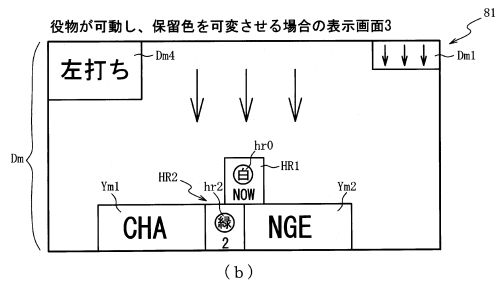 役物が可動し、保留色を可変させる場合の表示画面3
81
左打ち
Dm4
Dm1
Dm
hr0
白
HR1
NOW
HR2
hr2
Ym1
Ym2
CHA
緑
NGE
2
(b)